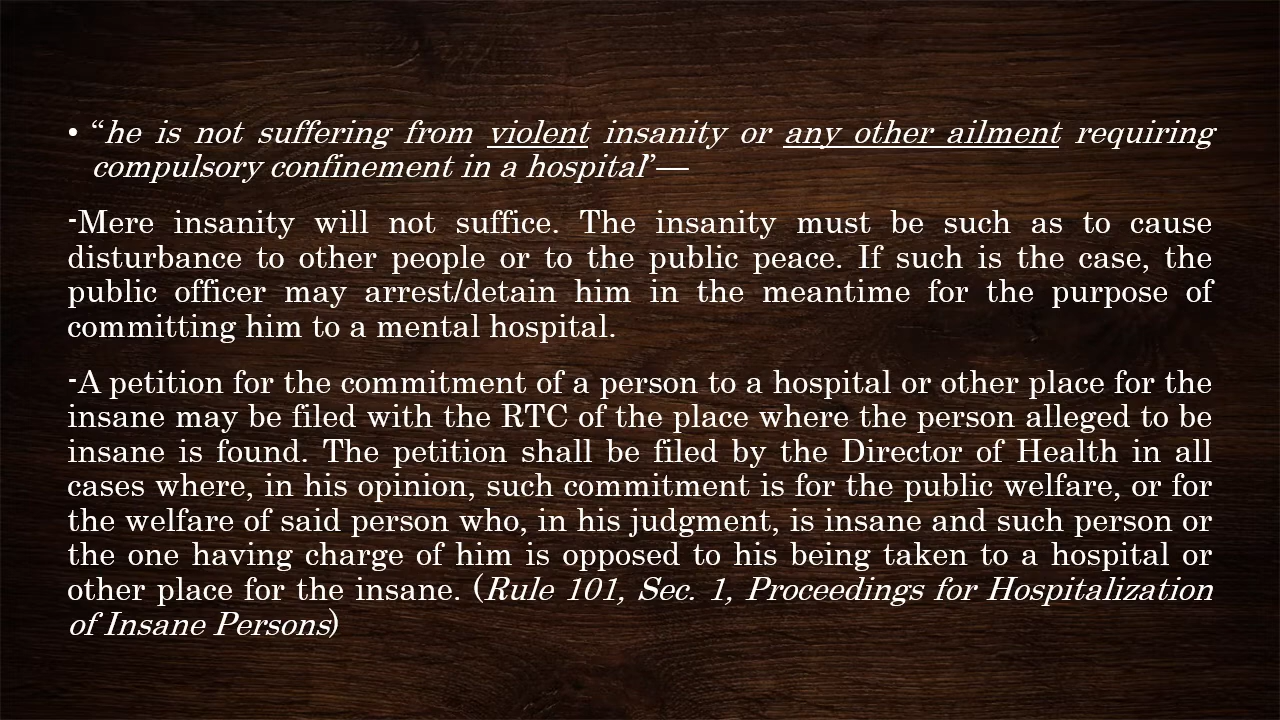 • “he is not suffering from violent insanity or any other ailment requiring
compulsory confinement in a hospital”—
-Mere insanity will not suffice. The insanity must be such as to cause
disturbance to other people or to the public peace. If such is the case, the
public officer may arrest/detain him in the meantime for the purpose of
committing him to a mental hospital.
-A petition for the commitment of a person to a hospital or other place for the
insane may be filed with the RTC of the place where the person alleged to be
insane is found. The petition shall be filed by the Director of Health in all
cases where, in his opinion, such commitment is for the public welfare, or for
the welfare of said person who, in his judgment, is insane and such person or
the one having charge of him is opposed to his being taken to a hospital or
other place for the insane. (Rule 101, Sec. 1, Proceedings for Hospitalization
of Insane Persons)